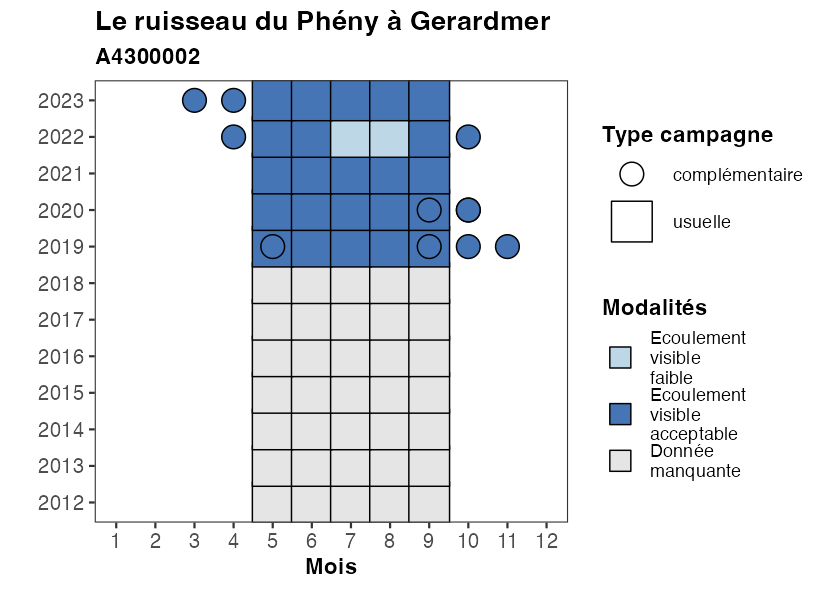 Le ruisseau du Phény à Gerardmer
A4300002
2023
2022
2021
2020
2019
2018
2017
2016
2015
2014
2013
2012
1 2 3 4 5 6 7 8 9 10 11 12
Mois
Type campagne
complémentaire
usuelle
Modalités
Ecoulement
visible
faible
Ecoulement
visible
acceptable
Donnée
manquante